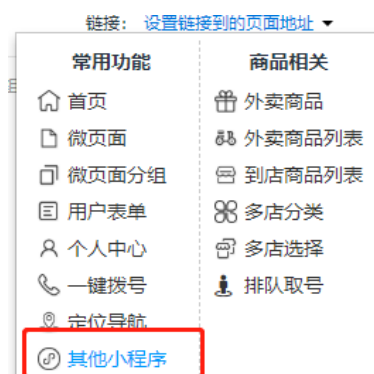 链接： 设置链接到的页面地址
常用功能
首页
微页面
微页面分组
用户表单
个人中心
一键拨号
定位导航
其他小程序
商品相关
外卖商品
外卖商品列表
到店商品列表
多店分类
多店选择
排队取号